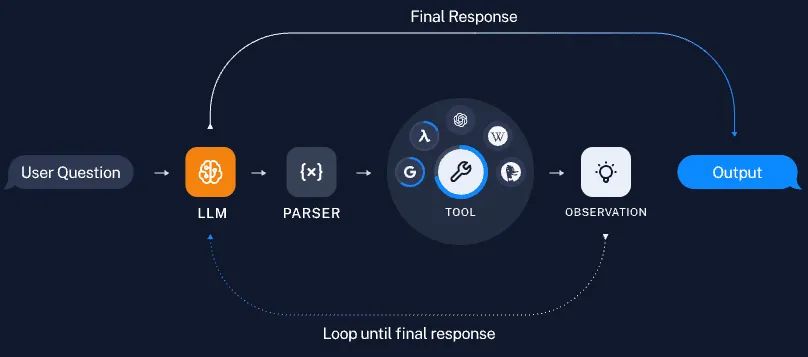 Final Response
User Question
LLM
{x}
PARSER
λ
G
W
TOOL
OBSERVATION
Output
Loop until final response